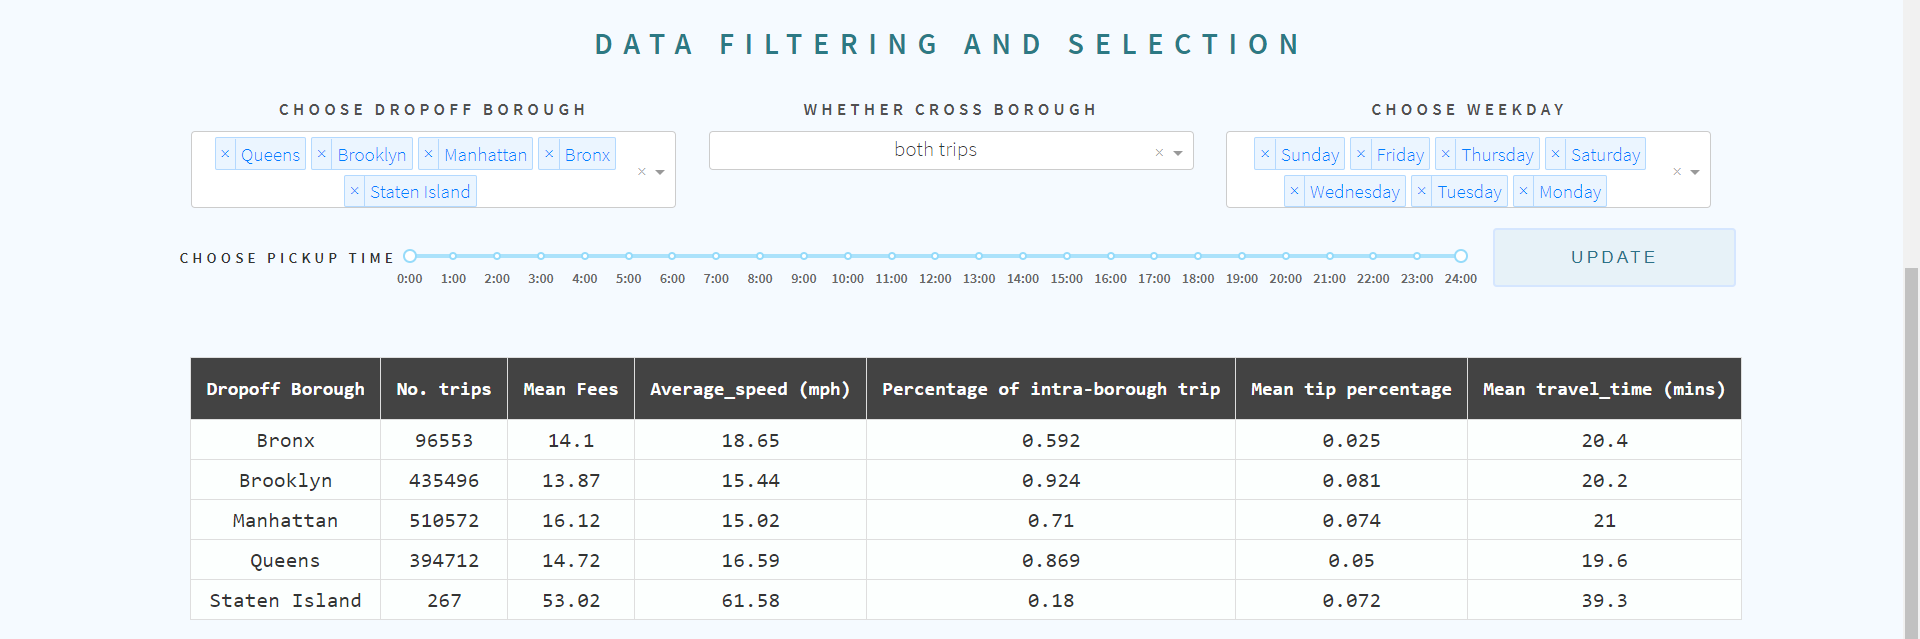 DATA FILTERING AND SELECTION
CHOOSE DROPOFF BOROUGH WHETHER CROSS BOROUGH CHOOSE WEEKDAY
× Queens × Brooklyn × Manhattan × Bronx
× Staten Island
×
both trips ×
× Sunday × Friday × Thursday × Saturday
× Wednesday × Tuesday × Monday
×
CHOOSE PICKUP TIME
0:00 1:00 2:00 3:00 4:00 5:00 6:00 7:00 8:00 9:00 10:00 11:00 12:00 13:00 14:00 15:00 16:00 17:00 18:00 19:00 20:00 21:00 22:00 23:00 24:00
UPDATE
Dropoff Borough No. trips Mean Fees Average_speed (mph) Percentage of intra-borough trip Mean tip percentage Mean travel_time (mins)
Bronx 96553 14.1 18.65 0.592 0.025 20.4
Brooklyn 435496 13.87 15.44 0.924 0.081 20.2
Manhattan 510572 16.12 15.02 0.71 0.074 21
Queens 394712 14.72 16.59 0.869 0.05 19.6
Staten Island 267 53.02 61.58 0.18 0.072 39.3